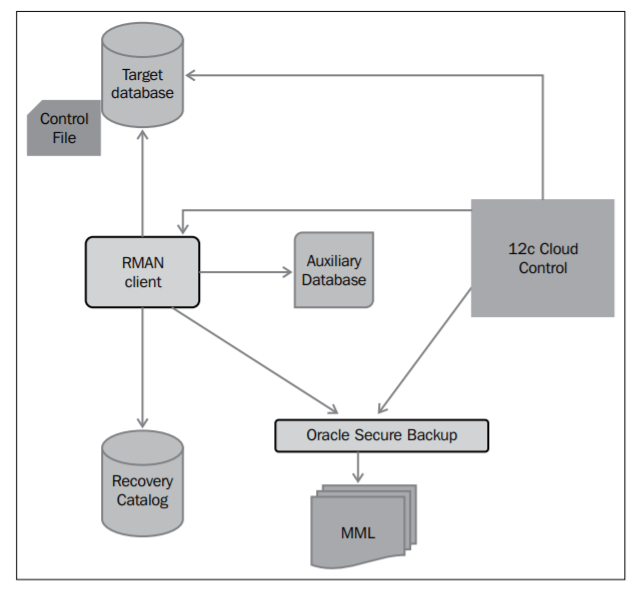 Target
database
Control
File
RMAN
client
Auxiliary
Database
12c Cloud
Control
Oracle Secure Backup
Recovery
Catalog
MML